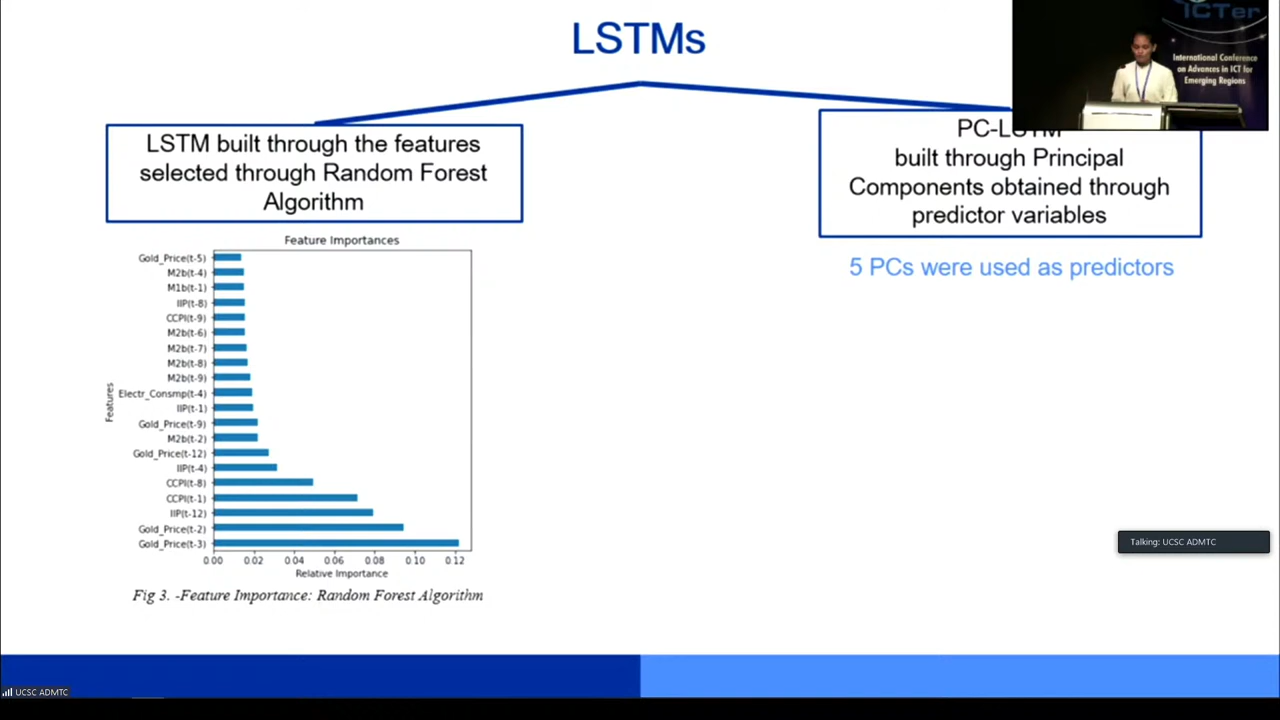 LSTMs
ICTer
International Conference
on Advances in ICT for
Emerging Regions
LSTM built through the features
selected through Random Forest
Algorithm
PC-LSTM
built through Principal
Components obtained through
predictor variables
5 PCs were used as predictors
Feature Importances
Gold_Price(t-5)
M2b(t-4)
M1b(t-1)
IIP(t-8)
CCPI(t-9)
M2b(t-6)
M2b(t-7)
M2b(t-8)
M2b(t-9)
Electr_Consmp(t-4)
IIP(t-1)
Gold_Price(t-9)
M2b(t-2)
Gold_Price(t-12)
IIP(t-4)
CCPI(t-8)
CCPI(t-1)
IIP(t-12)
Gold_Price(t-2)
Gold_Price(t-3)
Features
0.00 0.02 0.04 0.06 0.08 0.10 0.12
Relative Importance
Fig 3. -Feature Importance: Random Forest Algorithm
Talking: UCSC ADMTC
UCSC ADMTC